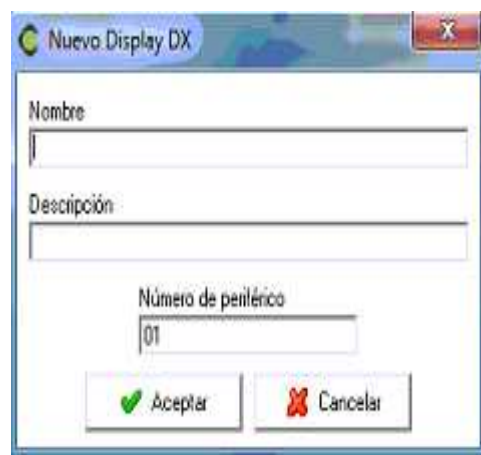 Nuevo Display DX
Nombre
Descripción
Número de periférico
01
Aceptar
Cancelar